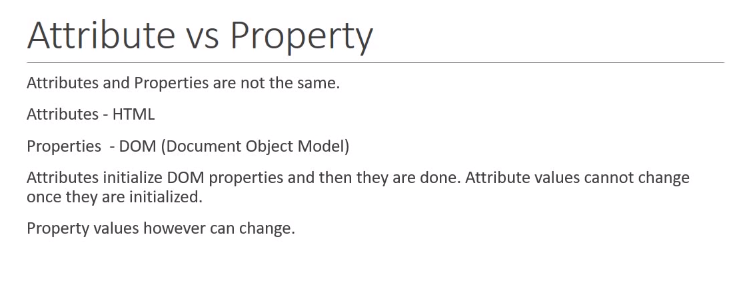 Attribute vs Property
Attributes and Properties are not the same.
Attributes - HTML
Properties  - DOM (Document Object Model)
Attributes initialize DOM properties and then they are done. Attribute values cannot change
once they are initialized.
Property values however can change.